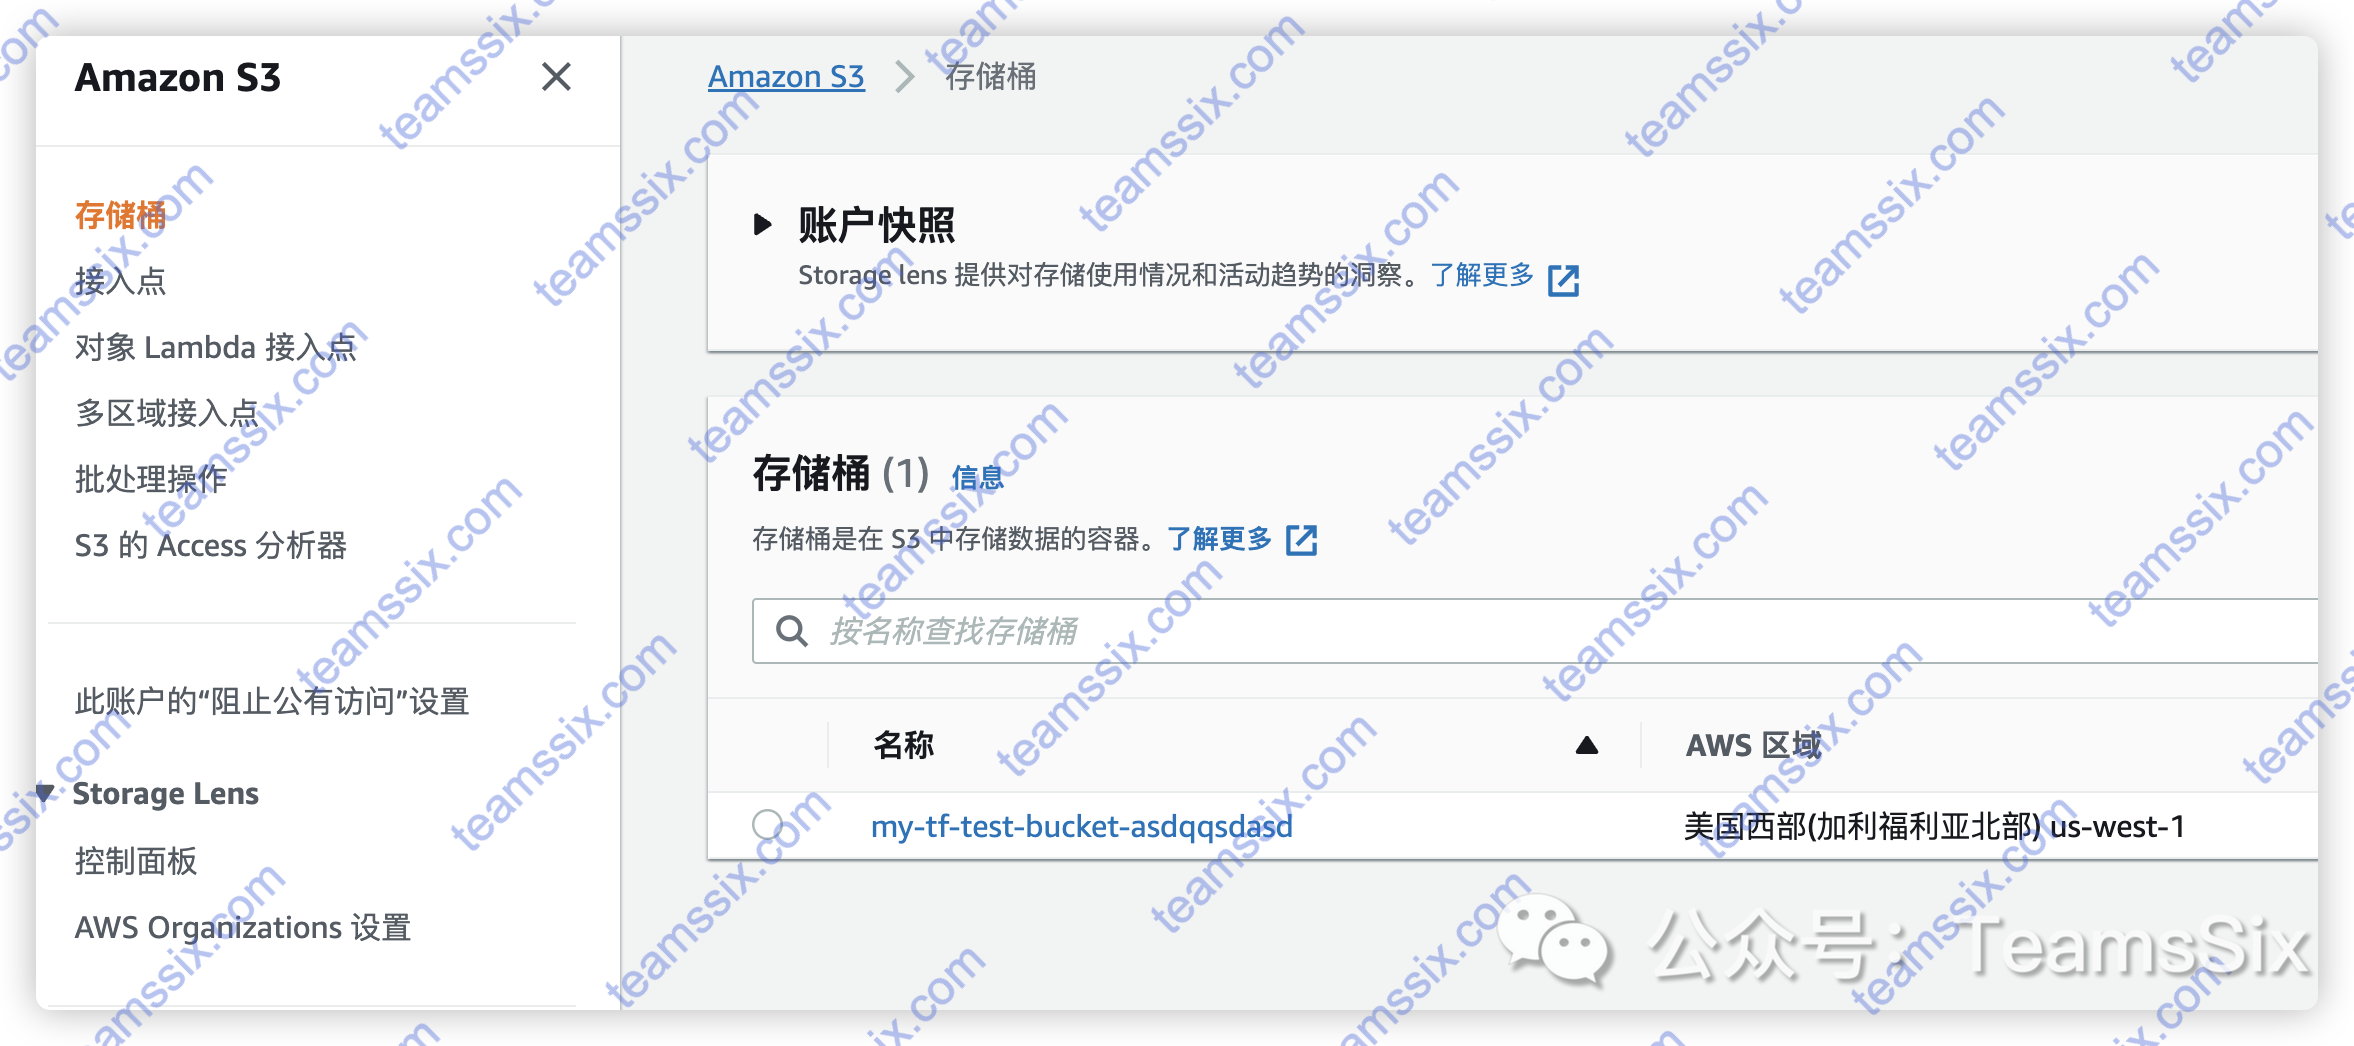 Amazon S3
存储桶
接入点
对象 Lambda 接入点
多区域接入点
批处理操作
S3 的 Access 分析器
此账户的“阻止公有访问”设置
Storage Lens
控制面板
AWS Organizations 设置
Amazon S3 存储桶
账户快照
Storage lens 提供对存储使用情况和活动趋势的洞察。了解更多
存储桶 (1) 信息
存储桶是在 S3 中存储数据的容器。了解更多
按名称查找存储桶
名称 AWS 区域
my-tf-test-bucket-asdqqsdasd 美国西部(加利福利亚北部) us-west-1
公众号：TeamsSix
teamssix.com